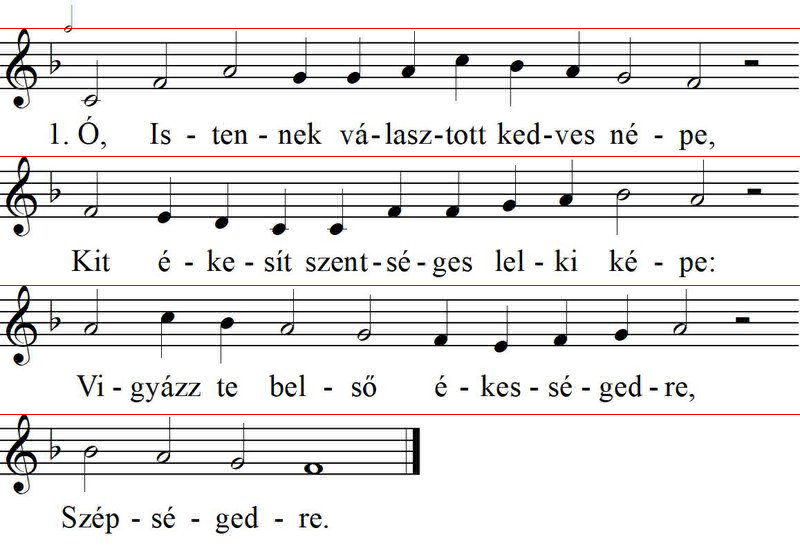 1. Ó, Is - ten - nek vá - lasz - tott ked - ves né - pe,
Kit é - ke - sít szent - sé - ges lel - ki ké - pe:
Vi - gyázz te bel - ső é - kes - sé - ged - re,
Szép - sé - ged - re.